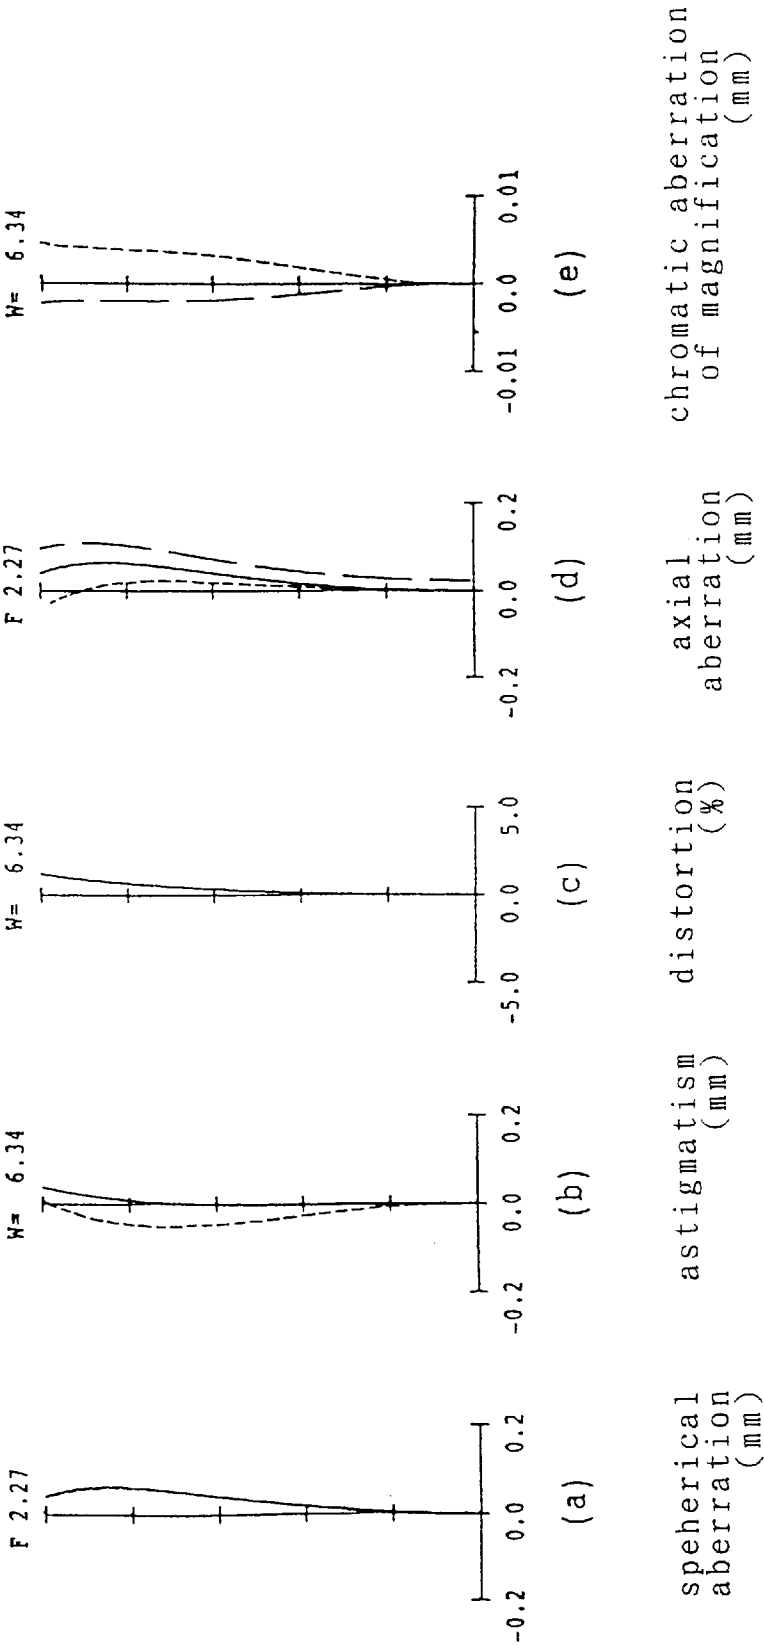 F 2.27
-0.2 0.0 0.2
(a)
speherical
aberration
(mm)
W= 6.34
-0.2 0.0 0.2
(b)
astigmatism
(mm)
W= 6.34
-5.0 0.0 5.0
(c)
distortion
(%)
F 2.27
-0.2 0.0 0.2
(d)
axial
aberration
(mm)
W= 6.34
-0.01 0.0 0.01
(e)
chromatic aberration
of magnification
(mm)